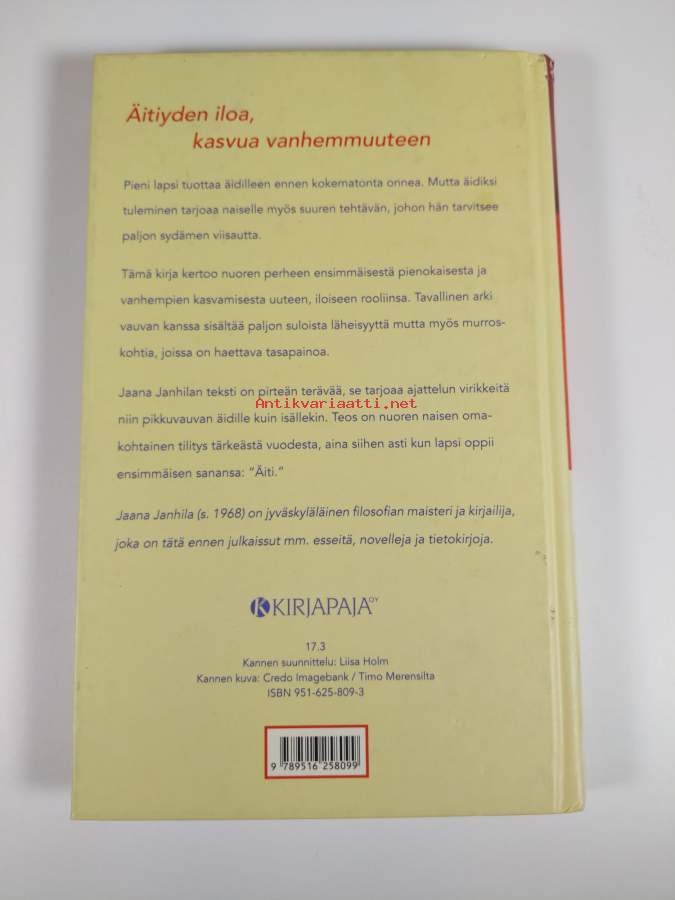 Äitiyden iloa,
kasvua vanhemmuuteen
Pieni lapsi tuottaa äidilleen ennen kokematonta onnea. Mutta äidiksi
tuleminen tarjoaa naiselle myös suuren tehtävän, johon hän tarvitsee
paljon sydämen viisautta.
Tämä kirja kertoo nuoren perheen ensimmäisestä pienokaisesta ja
vanhempien kasvamisesta uuteen, iloiseen rooliinsa. Tavallinen arki
vauvan kanssa sisältää paljon suloista läheisyyttä mutta myös murros-
kohtia, joissa on haettava tasapainoa.
Jaana Janhilan teksti on pirteän terävää, se tarjoaa ajattelun virikkeitä
Antikvariaatti.net
niin pikkuvauvan äidille kuin isällekin. Teos on nuoren naisen oma-
kohtainen tilitys tärkeästä vuodesta, aina siihen asti kun lapsi oppii
ensimmäisen sanansa: ”Äiti.”
Jaana Janhila (s. 1968) on jyväskyläläinen filosofian maisteri ja kirjailija,
joka on tätä ennen julkaissut mm. esseitä, novelleja ja tietokirjoja.
KIRJAPAJA OY
17.3
Kannen suunnittelu: Liisa Holm
Kannen kuva: Credo Imagebank / Timo Merensilta
ISBN 951-625-809-3
9 789516 258099